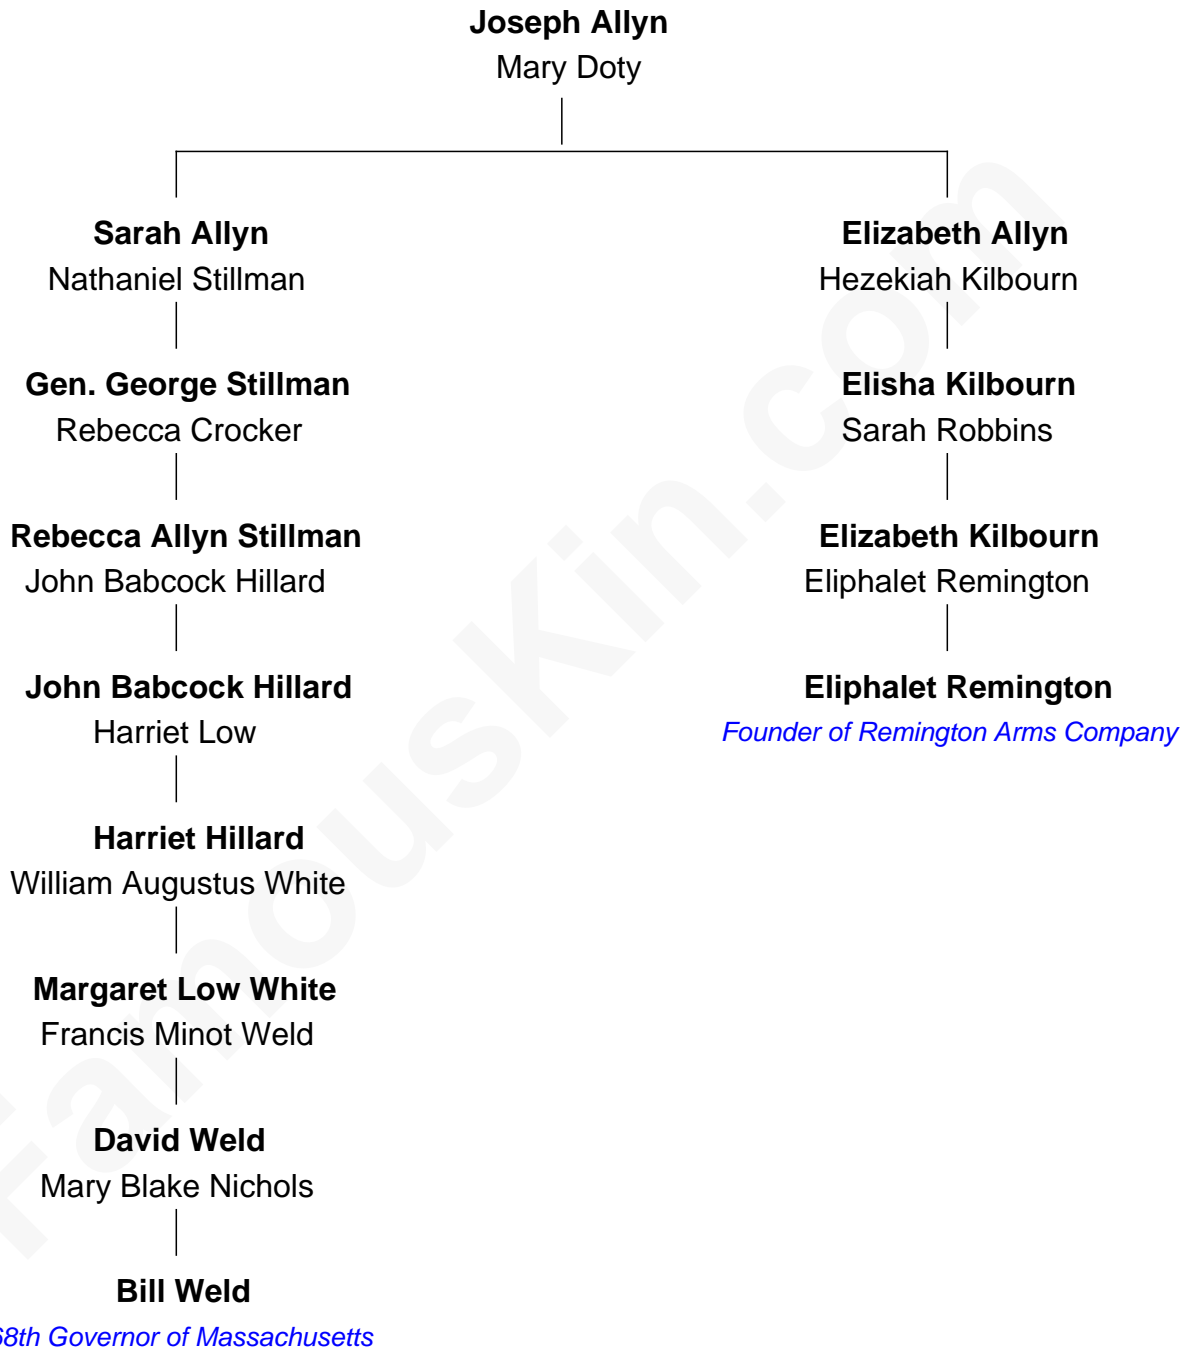 Joseph Allyn
Mary Doty
Sarah Allyn
Nathaniel Stillman
Gen. George Stillman
Rebecca Crocker
Rebecca Allyn Stillman
John Babcock Hillard
John Babcock Hillard
Harriet Low
Harriet Hillard
William Augustus White
Margaret Low White
Francis Minot Weld
David Weld
Mary Blake Nichols
Bill Weld
68th Governor of Massachusetts
Elizabeth Allyn
Hezekiah Kilbourn
Elisha Kilbourn
Sarah Robbins
Elizabeth Kilbourn
Eliphalet Remington
Eliphalet Remington
Founder of Remington Arms Company
FamousKin.com